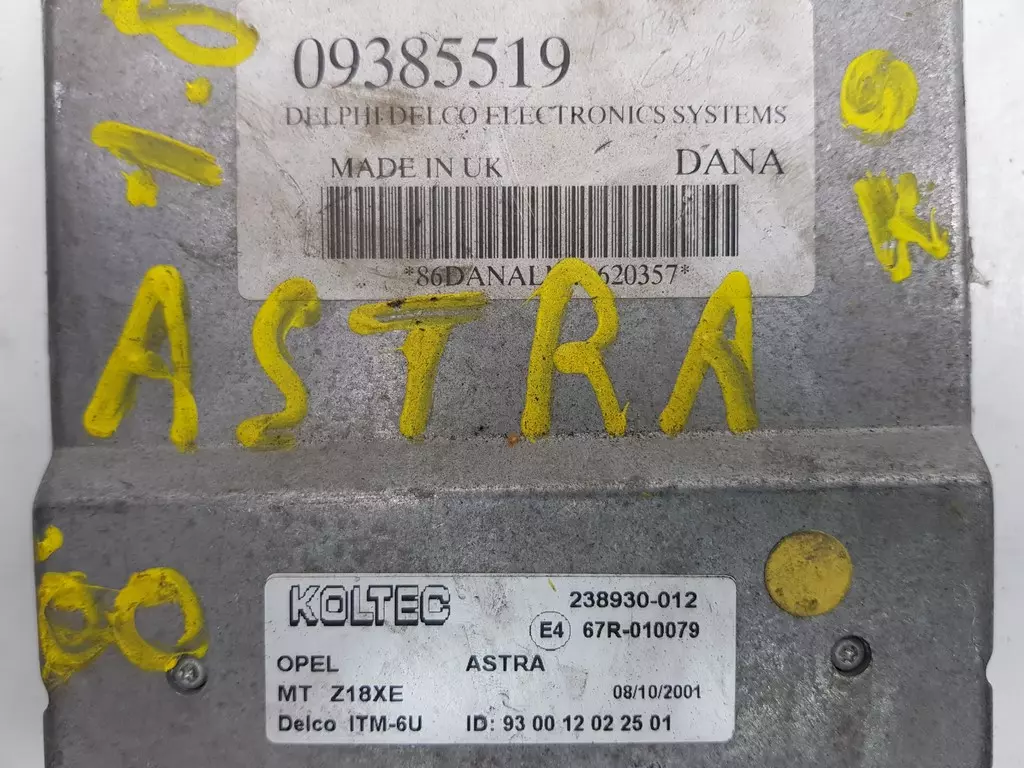 09385519
DELPHI DELCO ELECTRONICS SYSTEMS
MADE IN UK DANA
OK
ASTRA
KOLTEC 238930-012
E4 67R-010079
OPEL ASTRA
MT Z18XE 08/10/2001
Delco ITM-6U ID: 93 00 12 02 25 01